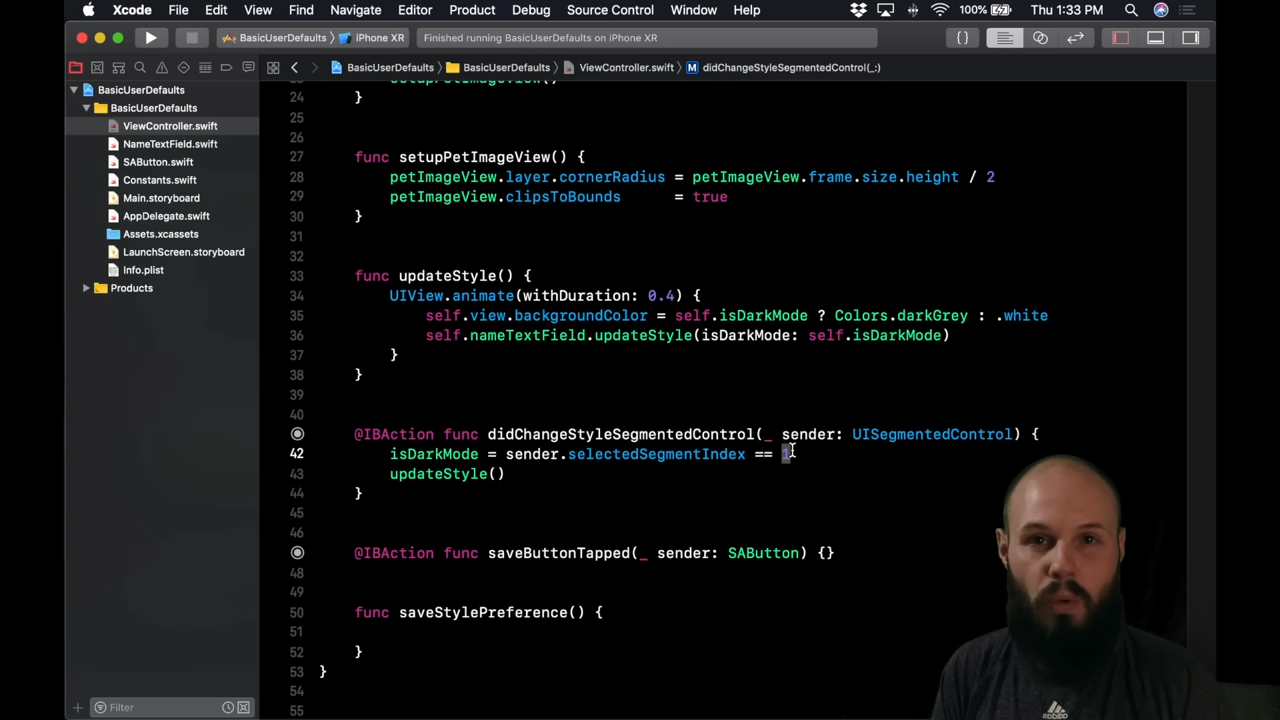 Xcode File Edit View Find Navigate Editor Product Debug Source Control Window Help 100% Thu 1:33 PM
BasicUserDefaults iPhone XR Finished running BasicUserDefaults on iPhone XR { }
BasicUserDefaults BasicUserDefaults ViewController.swift M didChangeStyleSegmentedControl(_:)
BasicUserDefaults
BasicUserDefaults
ViewController.swift
NameTextField.swift
SAButton.swift
Constants.swift
Main.storyboard
AppDelegate.swift
Assets.xcassets
LaunchScreen.storyboard
Info.plist
Products
Filter
24 }
25
26
27 func setupPetImageView() {
28 petImageView.layer.cornerRadius = petImageView.frame.size.height / 2
29 petImageView.clipsToBounds = true
30 }
31
32
33 func updateStyle() {
34 UIView.animate(withDuration: 0.4) {
35 self.view.backgroundColor = self.isDarkMode ? Colors.darkGrey : .white
36 self.nameTextField.updateStyle(isDarkMode: self.isDarkMode)
37 }
38 }
39
40
@IBAction func didChangeStyleSegmentedControl(_ sender: UISegmentedControl) {
42 isDarkMode = sender.selectedSegmentIndex == 1
43 updateStyle()
44 }
45
46
@IBAction func saveButtonTapped(_ sender: SAButton) {}
48
49
50 func saveStylePreference() {
51
52 }
53 }
54
55
adidas